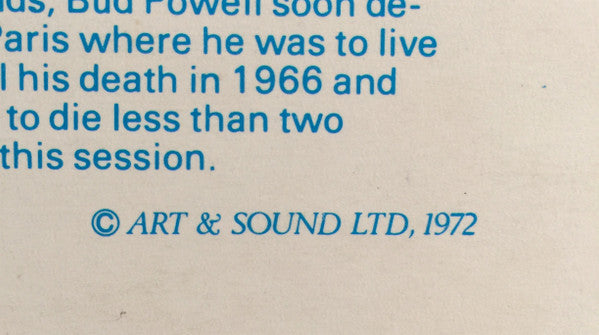 Bud Powell soon de-
Paris where he was to live
his death in 1966 and
to die less than two
this session.
© ART & SOUND LTD, 1972